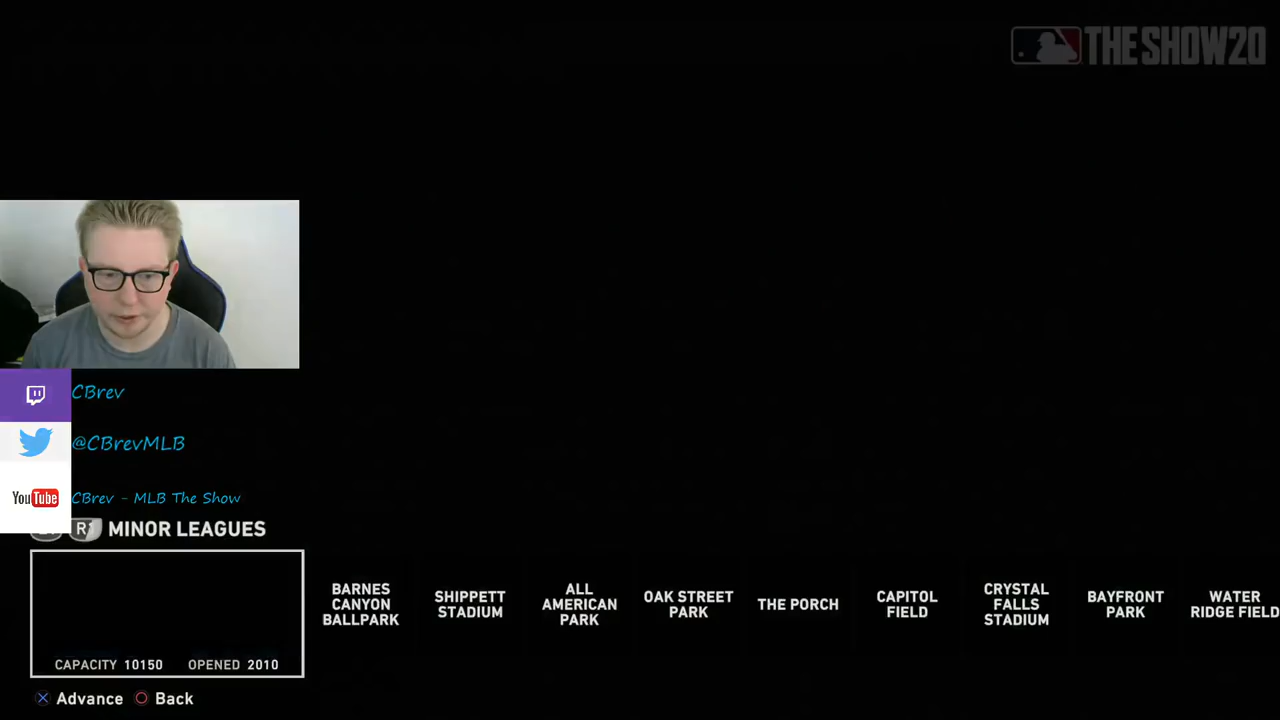 THE SHOW20
CBrev
@CBrevMLB
YouTube
CBrev - MLB The Show
R1 MINOR LEAGUES
CAPACITY 10150 OPENED 2010
BARNES
CANYON
BALLPARK
SHIPPETT
STADIUM
ALL
AMERICAN
PARK
OAK STREET
PARK
THE PORCH
CAPITOL
FIELD
CRYSTAL
FALLS
STADIUM
BAYFRONT
PARK
WATER
RIDGE FIELD
Advance Back